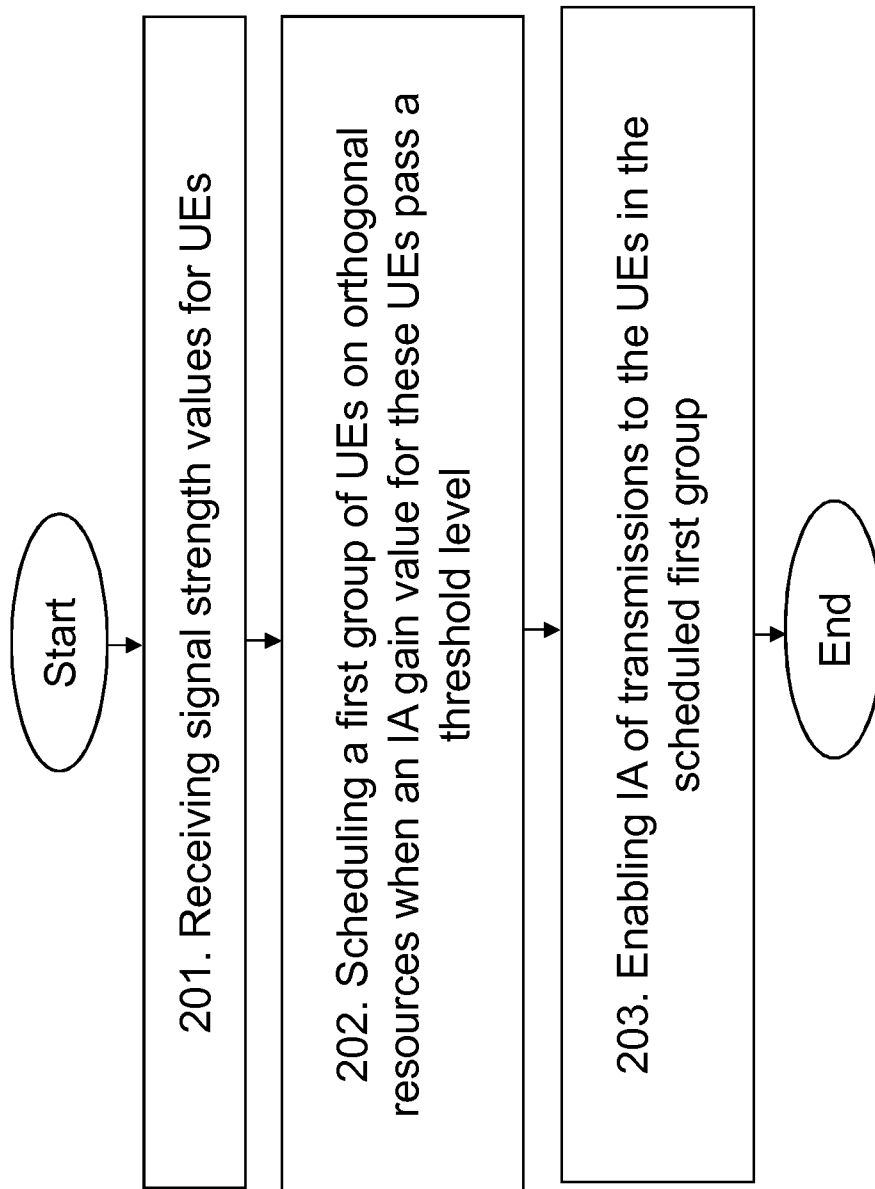 Start
201. Receiving signal strength values for UEs
202. Scheduling a first group of UEs on orthogonal
resources when an IA gain value for these UEs pass a
threshold level
203. Enabling IA of transmissions to the UEs in the
scheduled first group
End